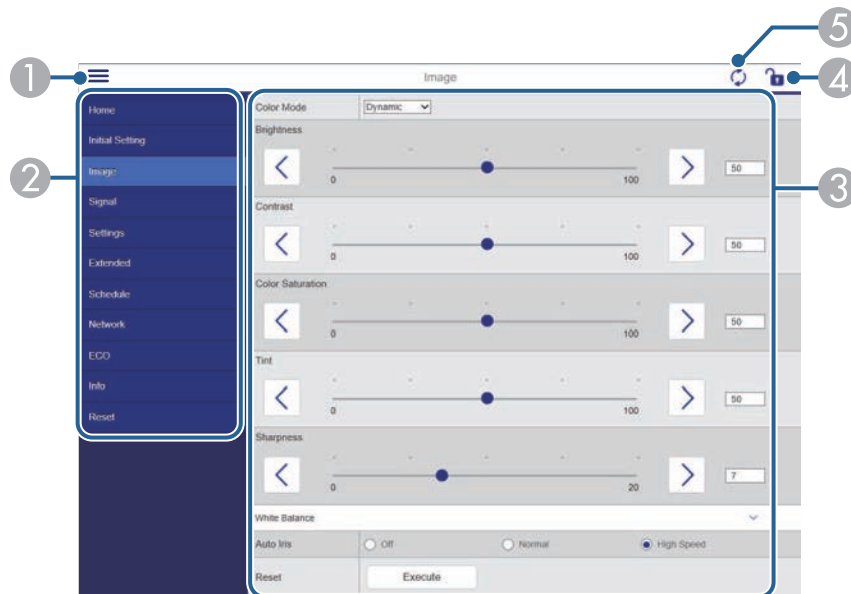 5
1
Image
4
Home
Color Mode
Dynamic
Initial Setting
Brightness
2
Image
0
100
50
3
Signal
Contrast
Settings
0
100
50
Extended
Color Saturation
Schedule
Network
0
100
50
ECO
Tint
Info
0
100
50
Reset
Sharpness
0
20
7
White Balance
Auto Iris
Off
Normal
High Speed
Reset
Execute